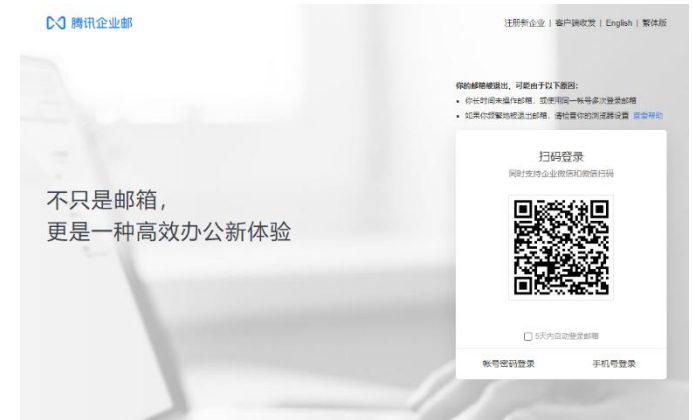 腾讯企业邮
注册新企业 | 客户端收发 | English | 繁体版
你的邮箱被退出，可能由于以下原因：
• 你长时间未操作邮箱，或使用同一帐号多次登录邮箱
• 如果你频繁地被退出邮箱，请检查你的浏览器设置 查看帮助
不只是邮箱，
更是一种高效办公新体验
扫码登录
同时支持企业微信和微信扫码
5天内自动登录邮箱
帐号密码登录 手机号登录